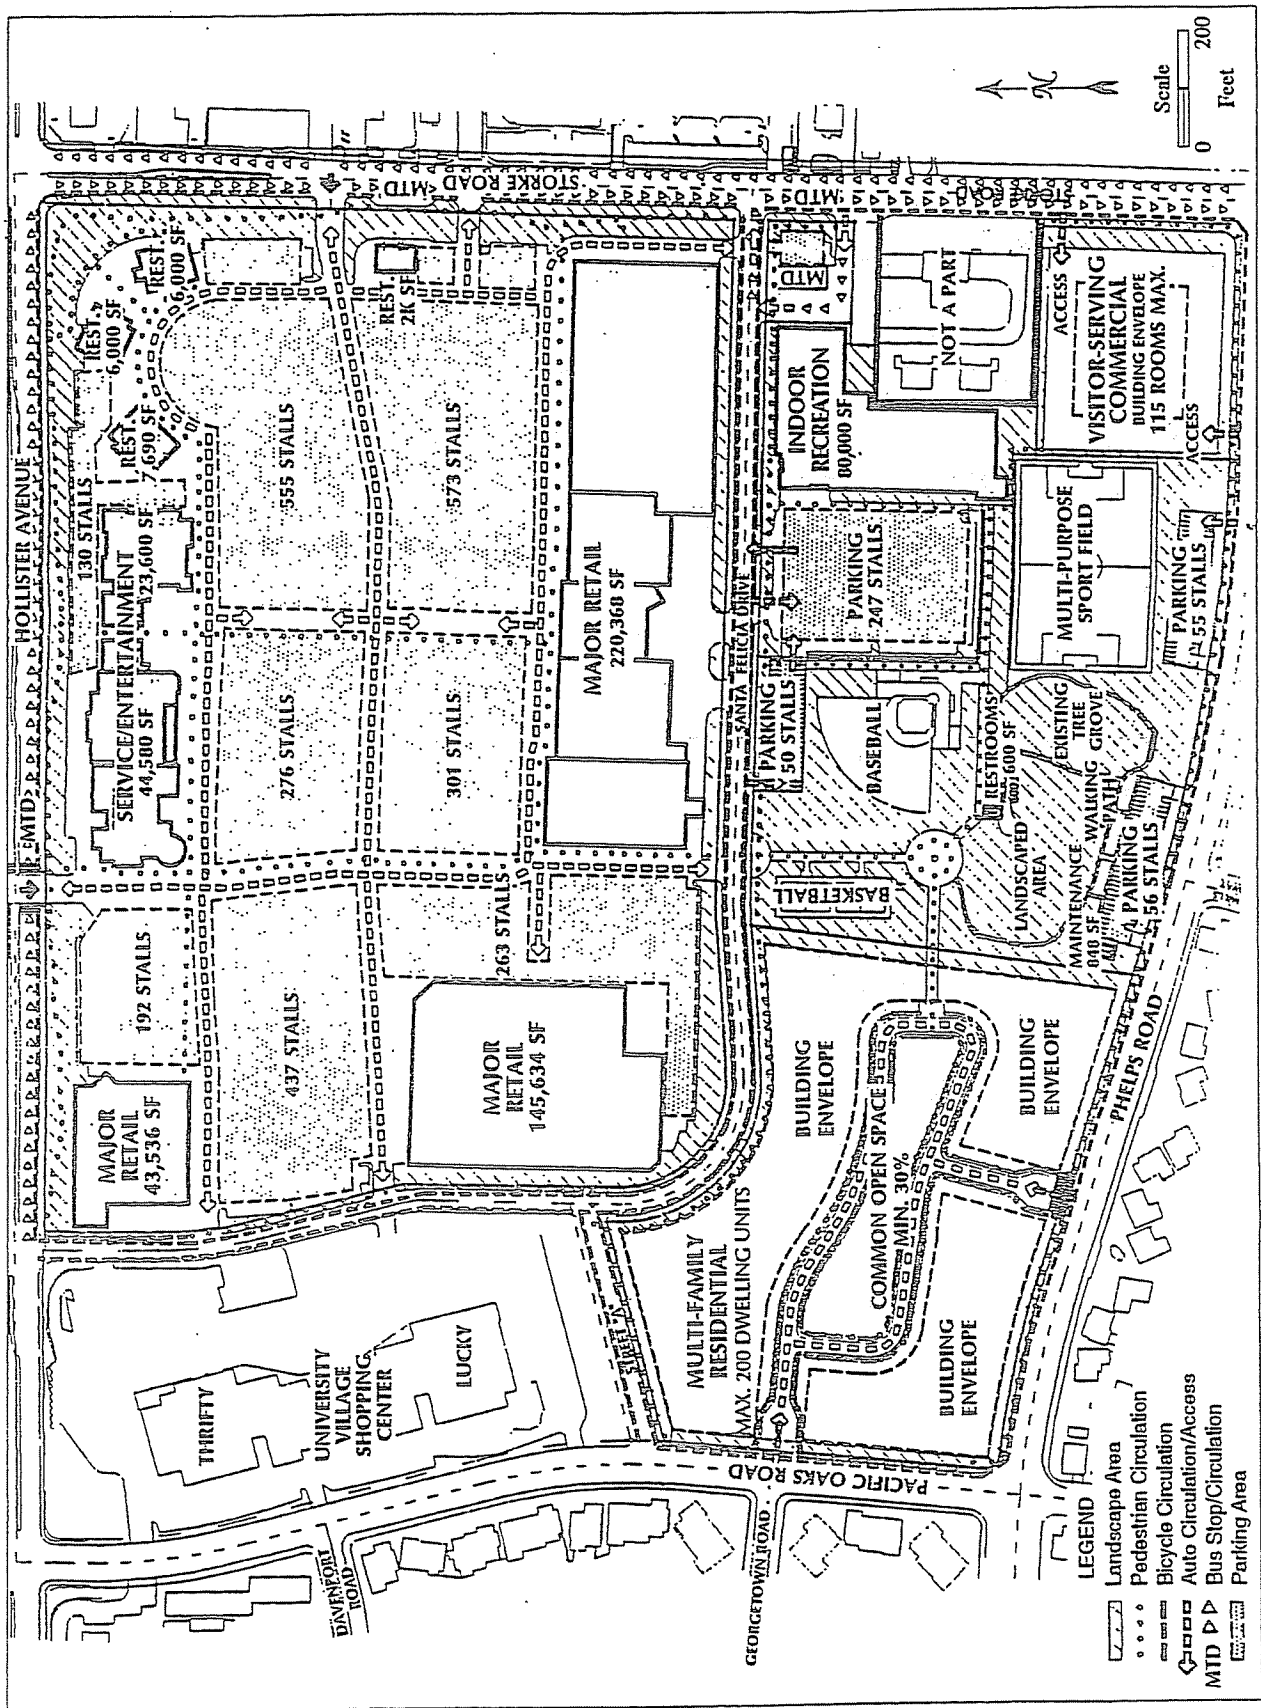 HOLLISTER AVENUE
MTD
MAJOR
RETAIL
43,536 SF
192 STALLS
SERVICE/ENTERTAINMENT
44,580 SF
23,600 SF
130 STALLS
REST.
7,690 SF
REST.
6,000 SF
REST.
6,000 SF
437 STALLS
276 STALLS
555 STALLS
MTD
STORKE ROAD
REST.
2K SF
263 STALLS
301 STALLS
573 STALLS
THRIFTY
UNIVERSITY
VILLAGE
SHOPPING
CENTER
LUCKY
MAJOR
RETAIL
145,634 SF
MAJOR RETAIL
220,368 SF
DAVENPORT
ROAD
STREET "A"
SANTA FELICIA DRIVE
MULTI-FAMILY
RESIDENTIAL
MAX. 200 DWELLING UNITS
PACIFIC OAKS ROAD
GEORGETOWN ROAD
BUILDING
ENVELOPE
COMMON OPEN SPACE
MIN. 30%
BUILDING
ENVELOPE
BUILDING
ENVELOPE
BASKETBALL
PARKING
50 STALLS
BASEBALL
PARKING
247 STALLS
INDOOR
RECREATION
80,000 SF
MTD
MTD
NOT A PART
RESTROOMS
600 SF
LANDSCAPED
AREA
EXISTING
TREE
GROVE
MAINTENANCE
840 SF
WALKING
PATH
PARKING
56 STALLS
MULTI-PURPOSE
SPORT FIELD
PARKING
55 STALLS
ACCESS
VISITOR-SERVING
COMMERCIAL
BUILDING ENVELOPE
115 ROOMS MAX.
ACCESS
PHELPS ROAD
LEGEND
Landscape Area
Pedestrian Circulation
Bicycle Circulation
Auto Circulation/Access
MTD Bus Stop/Circulation
Parking Area
N
Scale
0 200
Feet